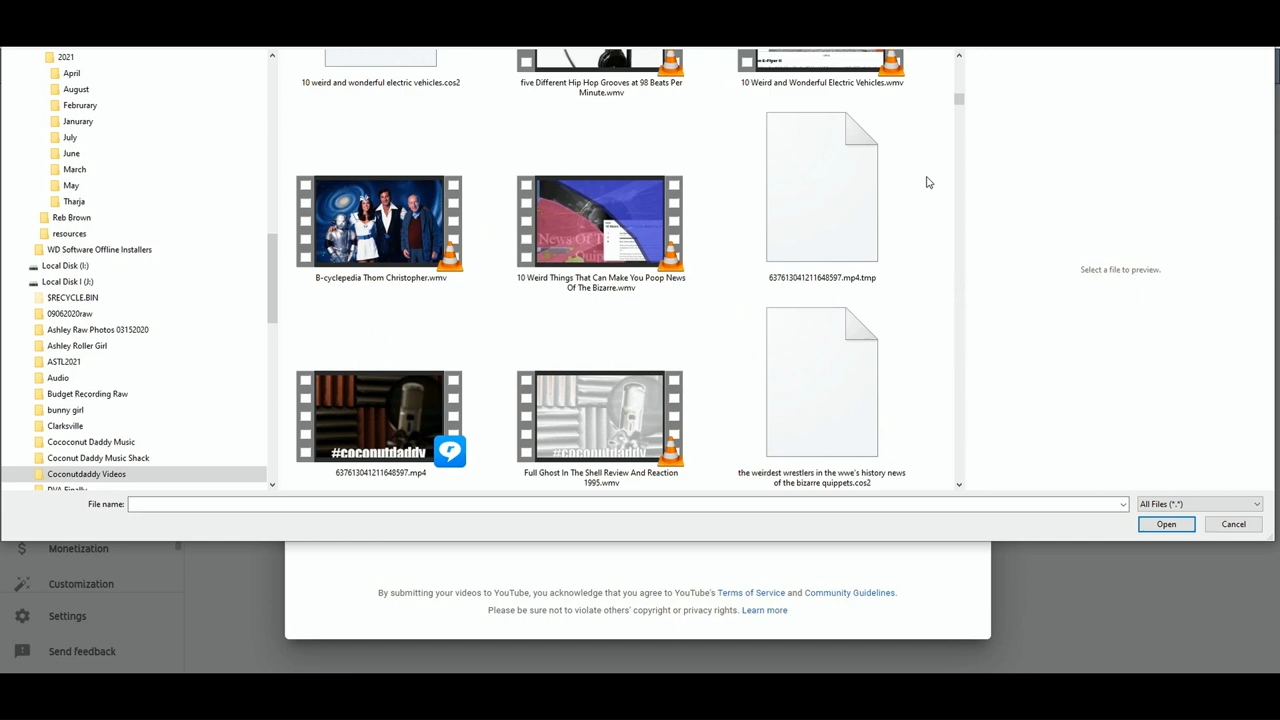 2021
April
August
Februrary
Janurary
July
June
March
May
Tharja
Reb Brown
resources
WD Software Offline Installers
Local Disk (I:)
Local Disk I (J:)
$RECYCLE.BIN
09062020raw
Ashley Raw Photos 03152020
Ashley Roller Girl
ASTL2021
Audio
Budget Recording Raw
bunny girl
Clarksville
Cococonut Daddy Music
Coconut Daddy Music Shack
Coconutdaddy Videos
10 weird and wonderful electric vehicles.cos2
five Different Hip Hop Grooves at 98 Beats Per
Minute.wmv
10 Weird and Wonderful Electric Vehicles.wmv
B-cyclepedia Thom Christopher.wmv
10 Weird Things That Can Make You Poop News
Of The Bizarre.wmv
637613041211648597.mp4.tmp
#coconutdaddy
637613041211648597.mp4
#coconutdaddy
Full Ghost In The Shell Review And Reaction
1995.wmv
the weirdest wrestlers in the wwe's history news
of the bizarre quippets.cos2
Select a file to preview.
File name:
All Files (*.*)
Open
Cancel
Monetization
Customization
Settings
Send feedback
By submitting your videos to YouTube, you acknowledge that you agree to YouTube's Terms of Service and Community Guidelines.
Please be sure not to violate others' copyright or privacy rights. Learn more